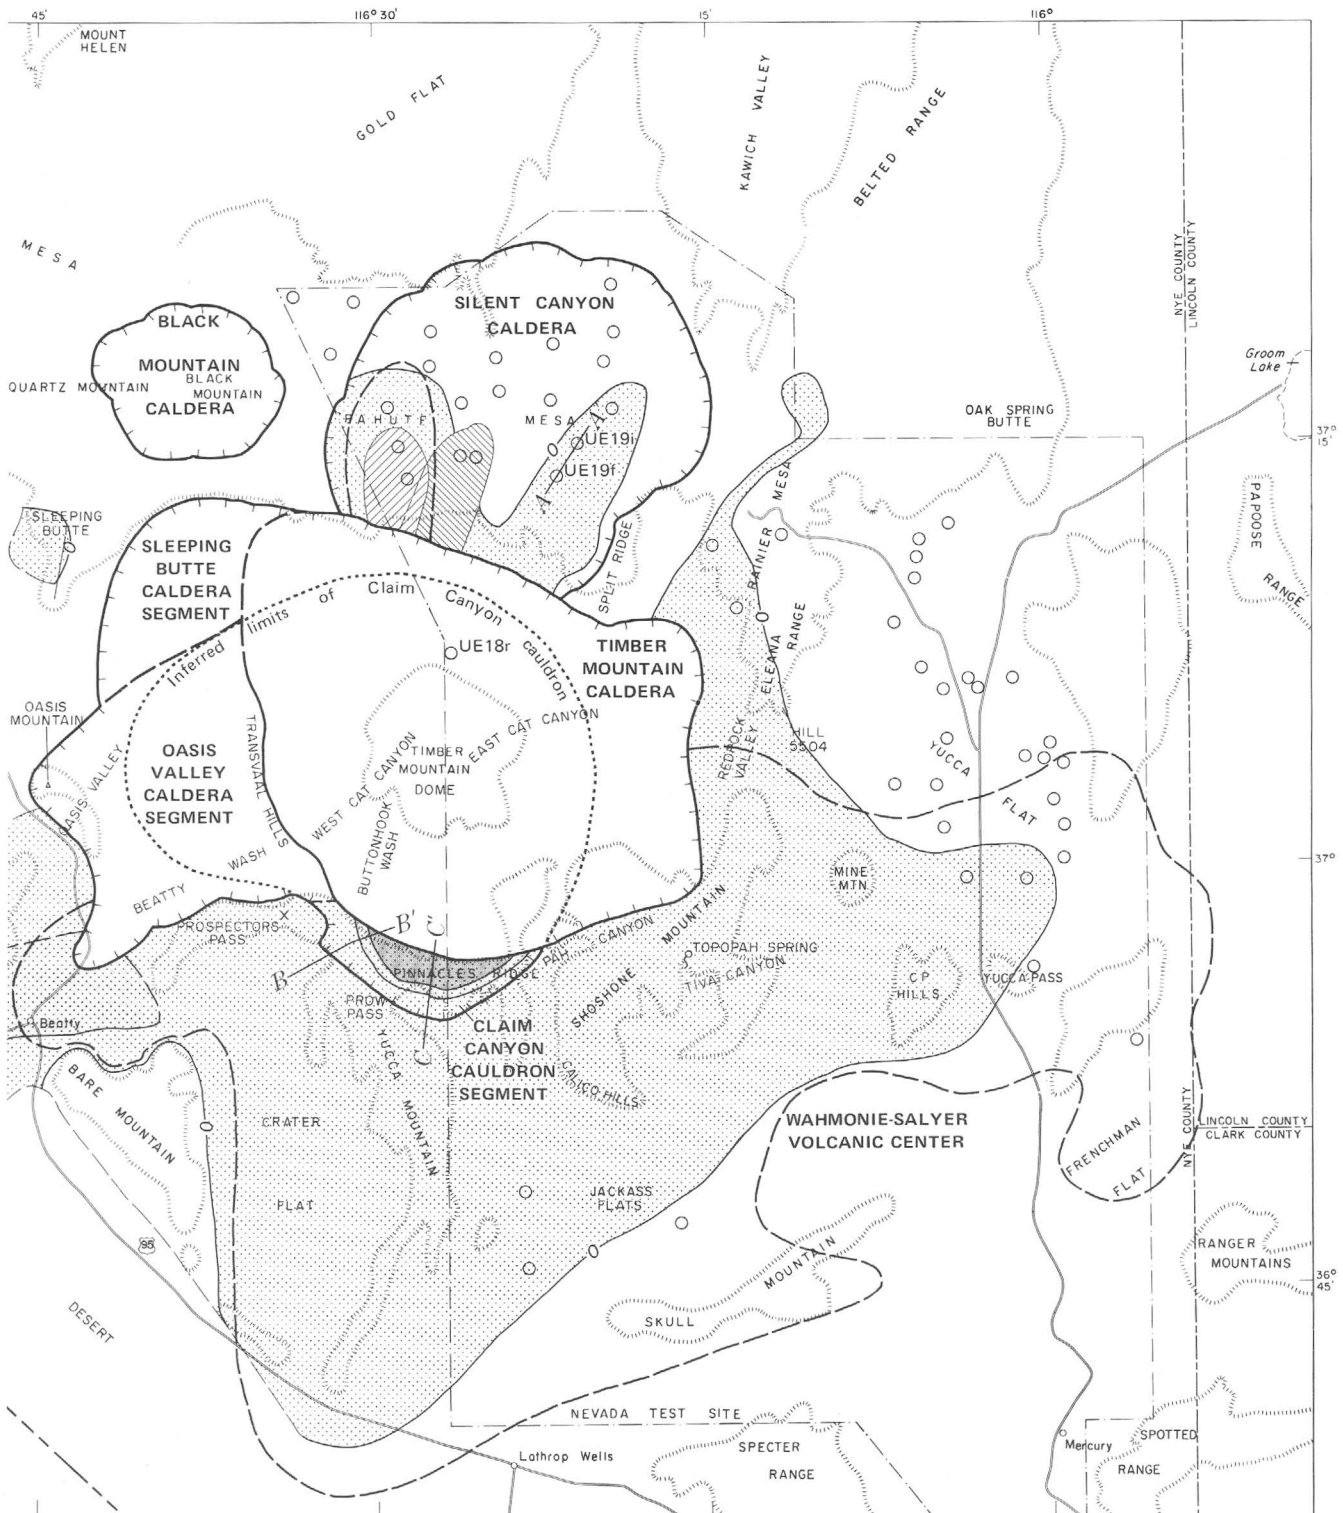 45'
116° 30'
15'
116°
MOUNT
HELEN
GOLD FLAT
KAWICH VALLEY
BELTED RANGE
MESA
NYE COUNTY
LINCOLN COUNTY
SILENT CANYON
CALDERA
BLACK
MOUNTAIN
CALDERA
QUARTZ MOUNTAIN
BLACK
MOUNTAIN
Groom
Lake
PAHUTE
MESA
A
0
A
UE19i
UE19f
OAK SPRING
BUTTE
37°
15'
SLEEPING
BUTTE
0
SLEEPING
BUTTE
CALDERA
SEGMENT
SPLIT RIDGE
RAINIER MESA
PAPOOSE
RANGE
Inferred limits of Claim Canyon cauldron
UE18r
TIMBER
MOUNTAIN
CALDERA
0
ELEANA
RANGE
OASIS
MOUNTAIN
OASIS VALLEY
OASIS
VALLEY
CALDERA
SEGMENT
TRANSVAAL HILLS
WEST CAT CANYON
EAST CAT CANYON
TIMBER
MOUNTAIN
DOME
BUTTONHOOK
WASH
REDROCK
VALLEY
HILL
5504
YUCCA
FLAT
BEATTY WASH
MINE
MTN
37°
PROSPECTORS
PASS
x
B
B'
C'
C
PINNACLES RIDGE
PAH CANYON
PROW
PASS
SHOSHONE MOUNTAIN
TOPOPAH SPRING
TIVA CANYON
C P
HILLS
YUCCA PASS
Beatty
CLAIM
CANYON
CAULDRON
SEGMENT
YUCCA MOUNTAIN
CALICO HILLS
BARE MOUNTAIN
0
CRATER
FLAT
WAHMONIE-SALYER
VOLCANIC CENTER
NYE COUNTY
LINCOLN COUNTY
CLARK COUNTY
FRENCHMAN
FLAT
JACKASS
FLATS
95
0
SKULL
MOUNTAIN
RANGER
MOUNTAINS
36°
45'
DESERT
NEVADA TEST SITE
Lathrop Wells
SPECTER
RANGE
Mercury
SPOTTED
RANGE